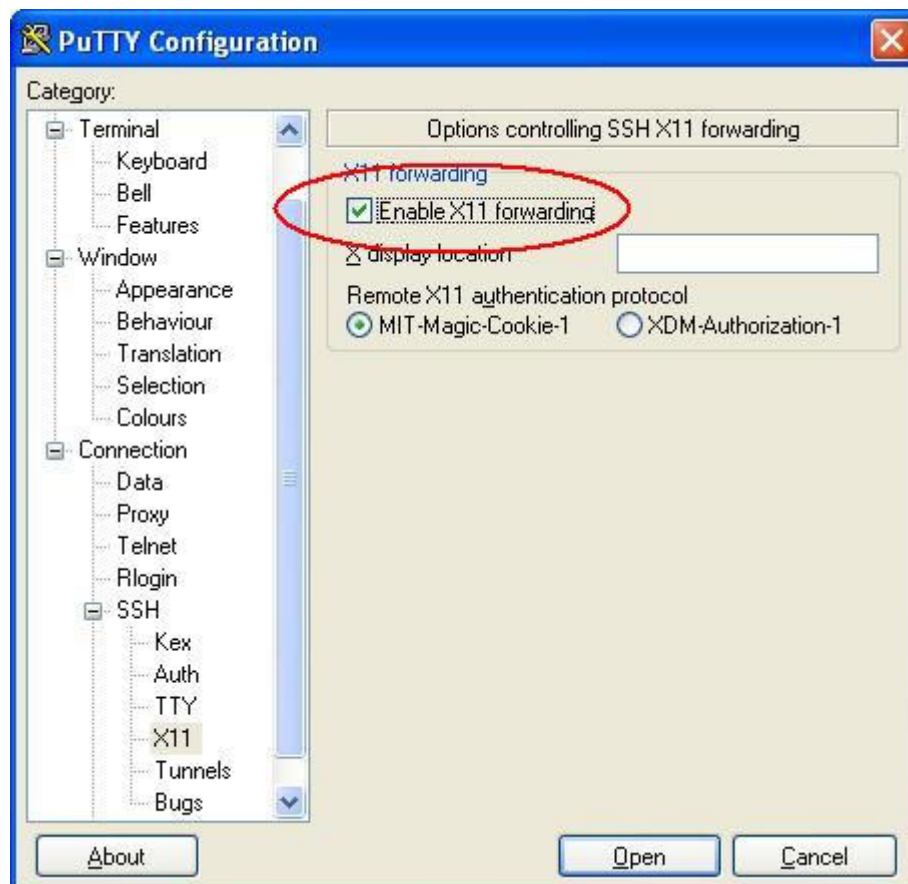 PuTTY Configuration
Category:
Terminal
Keyboard
Bell
Features
Window
Appearance
Behaviour
Translation
Selection
Colours
Connection
Data
Proxy
Telnet
Rlogin
SSH
Kex
Auth
TTY
X11
Tunnels
Bugs
Options controlling SSH X11 forwarding
X11 forwarding
Enable X11 forwarding
X display location
Remote X11 authentication protocol
MIT-Magic-Cookie-1 XDM-Authorization-1
About Open Cancel